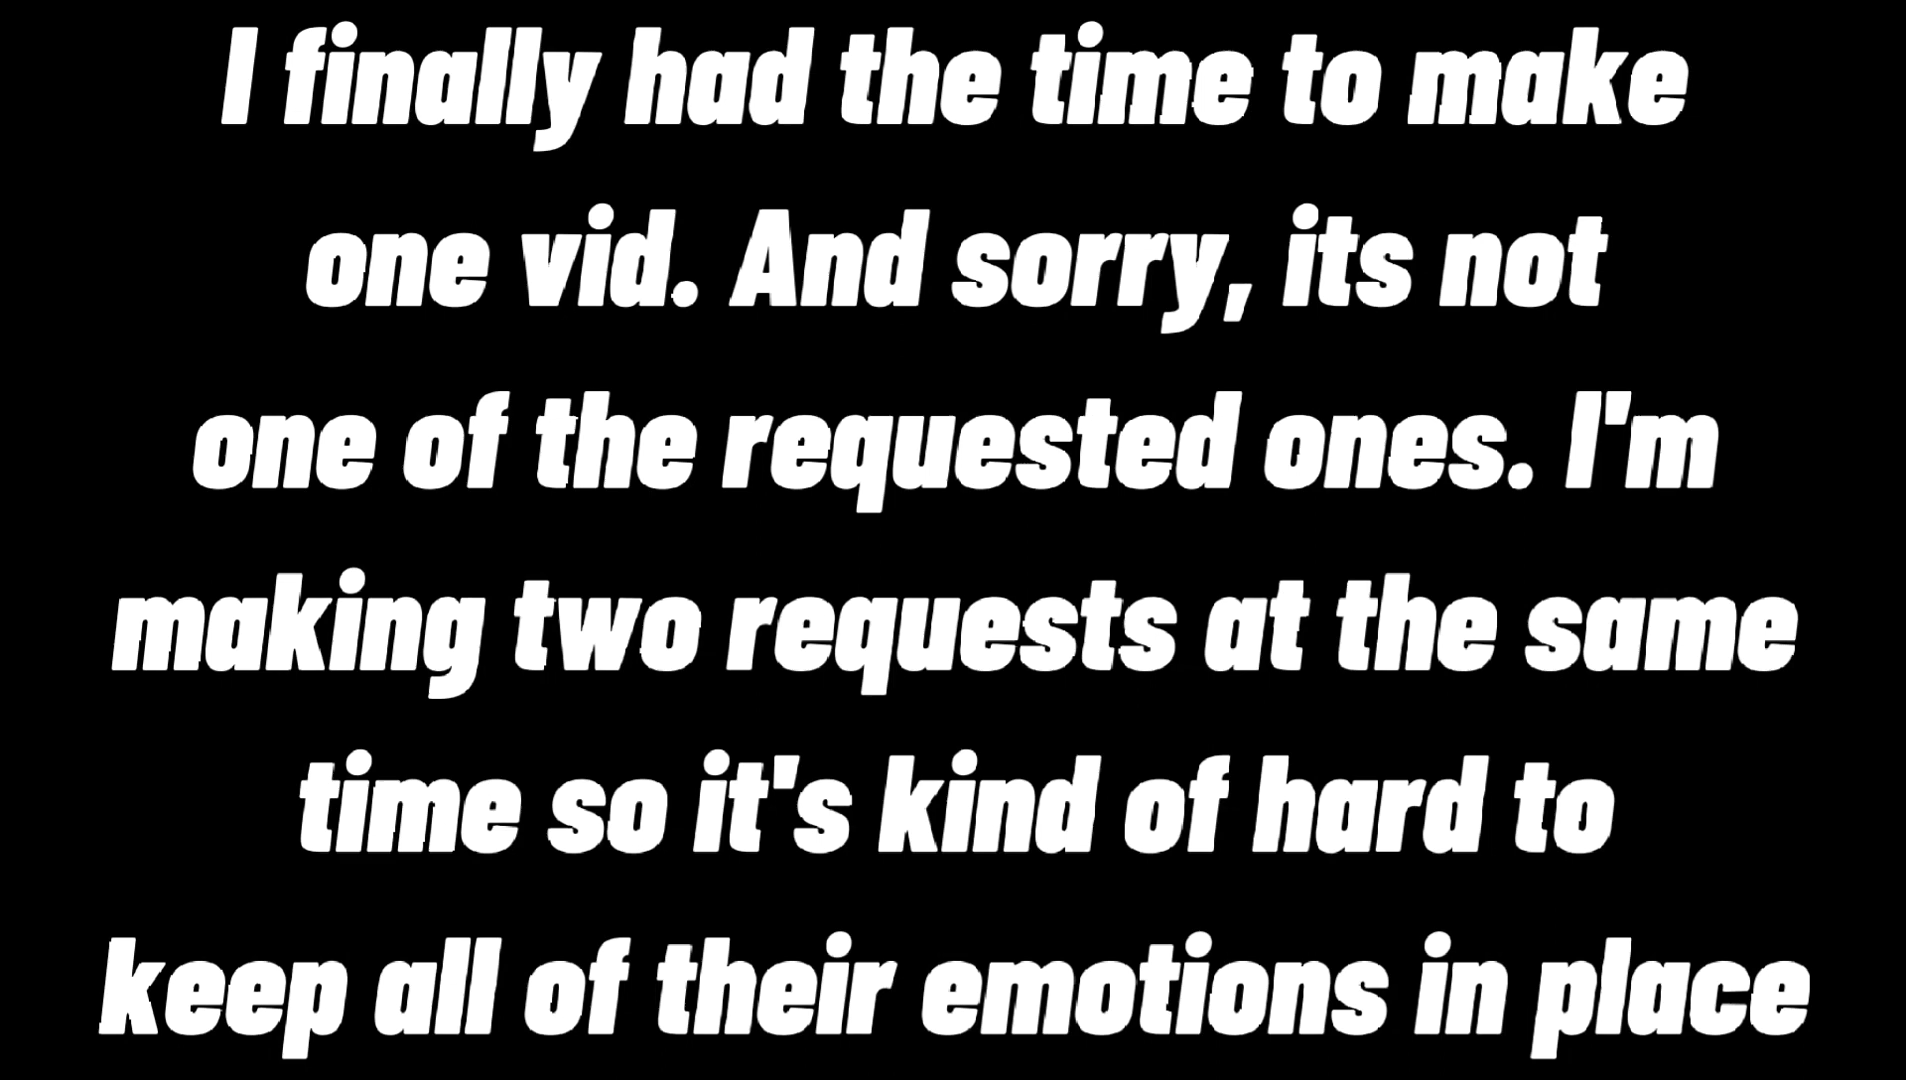 I finally had the time to make
one vid. And sorry, its not
one of the requested ones. I'm
making two requests at the same
time so it's kind of hard to
keep all of their emotions in place